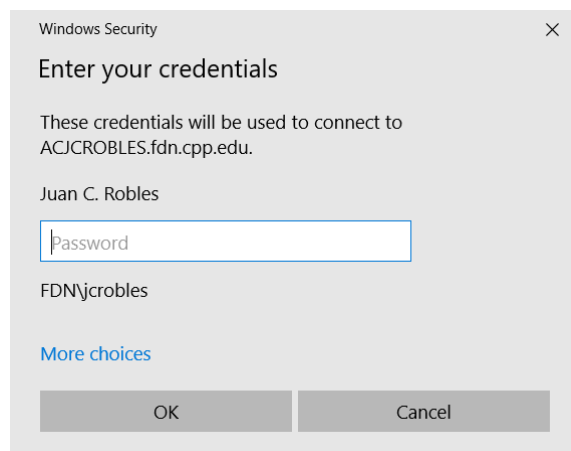 Windows Security
Enter your credentials
These credentials will be used to connect to
ACJCROBLES.fdn.cpp.edu.
Juan C. Robles
Password
FDN\jcrobles
More choices
OK
Cancel